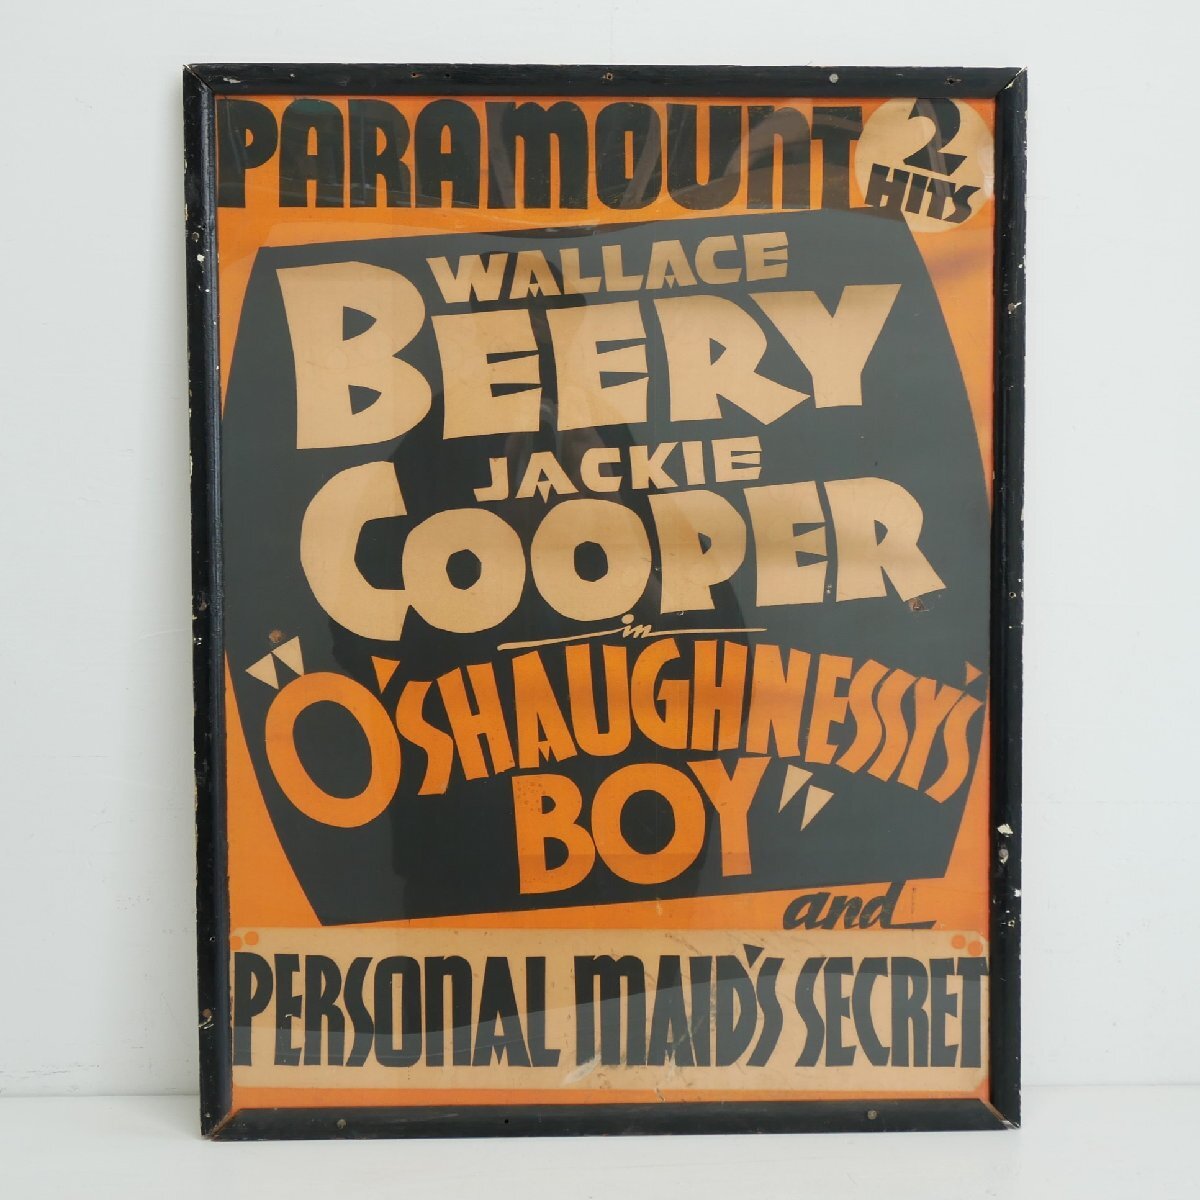 PARAMOUNT
2
HITS
WALLACE
BEERY
JACKIE
COOPER
in
"O'SHAUGHNESSY'S
BOY"
and
PERSONAL MAID'S SECRET